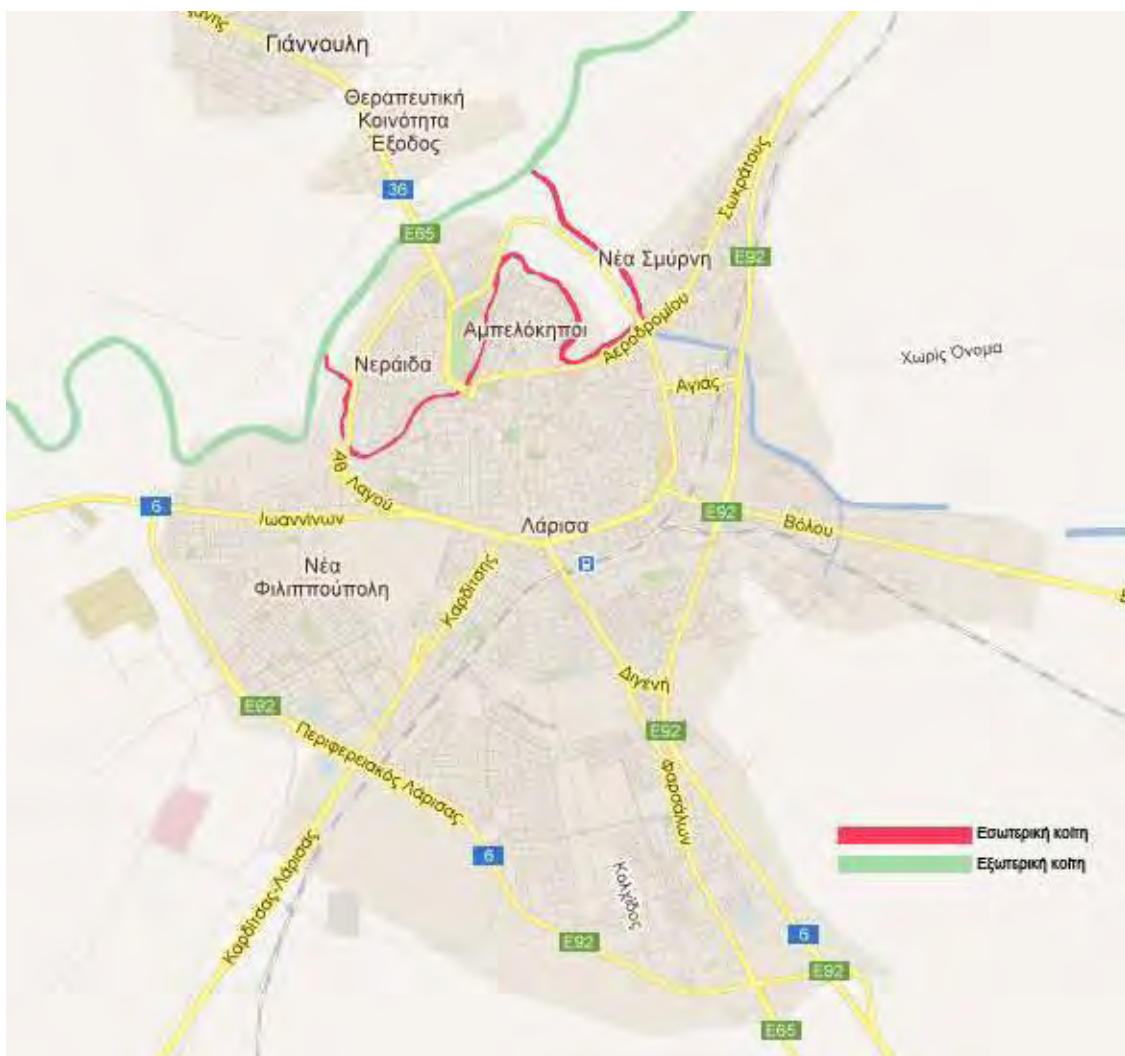 Γιάννουλη
Θεραπευτική
Κοινότητα
Έξοδος
36
E65
Σωκράτους
Νέα Σμύρνη
E92
Αμπελόκηποι
Αεροδρομίου
Νεράιδα
Χωρίς Όνομα
Αγιάς
Αθ Λαγού
6
Ιωαννίνων
Λάρισα
E92
Βόλου
Νέα
Φιλιππούπολη
Καρδίτσης
Διγενή
E92
E92
Περιφερειακός Λάρισας
Φαρσάλων
Εσωτερική κοίτη
Εξωτερική κοίτη
6
Κολχίδος
Καρδίτσας-Λάρισας
E92
6
E92
E65